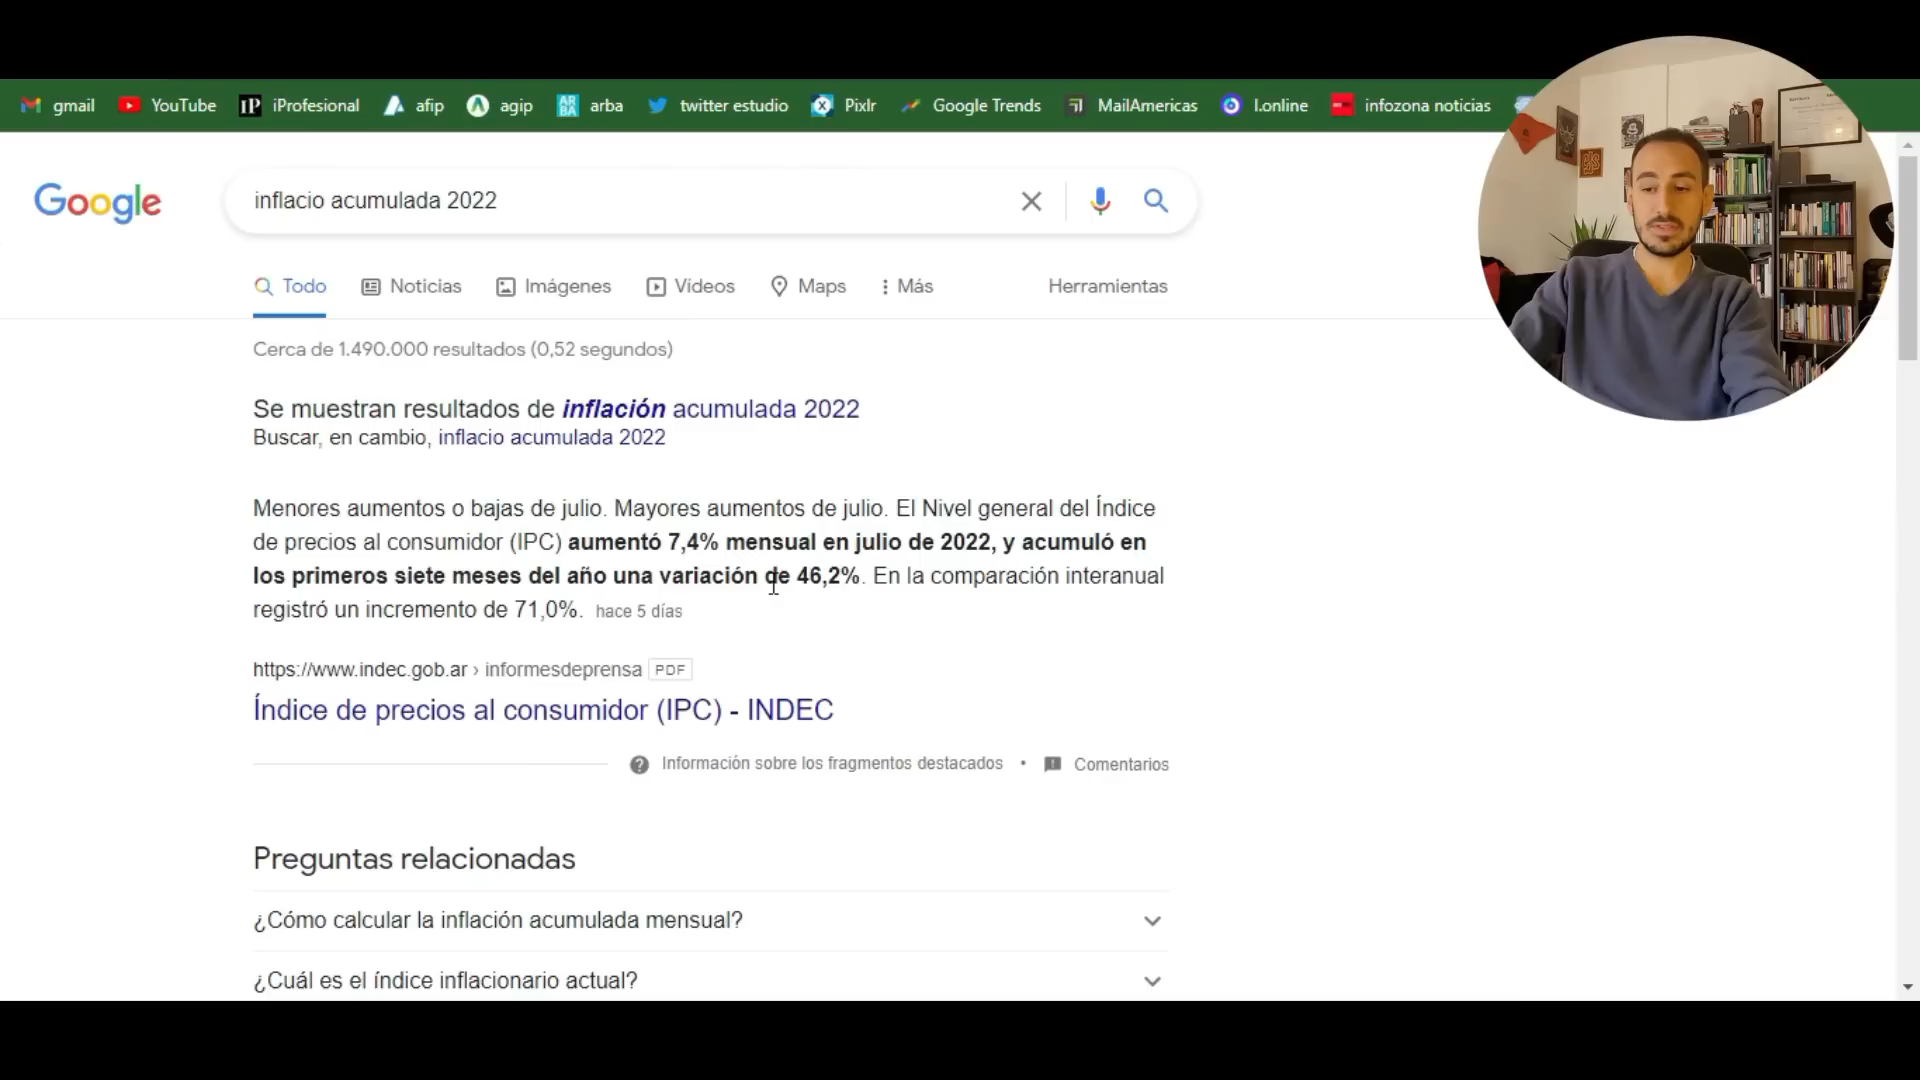 gmail YouTube iProfesional afip agip arba twitter estudio Pixlr Google Trends MailAmericas I.online infozona noticias
Google
inflacio acumulada 2022
Todo Noticias Imágenes Vídeos Maps Más Herramientas
Cerca de 1.490.000 resultados (0,52 segundos)
Se muestran resultados de inflación acumulada 2022
Buscar, en cambio, inflacio acumulada 2022
Menores aumentos o bajas de julio. Mayores aumentos de julio. El Nivel general del Índice
de precios al consumidor (IPC) aumentó 7,4% mensual en julio de 2022, y acumuló en
los primeros siete meses del año una variación de 46,2%. En la comparación interanual
registró un incremento de 71,0%. hace 5 días
https://www.indec.gob.ar › informesdeprensa PDF
Índice de precios al consumidor (IPC) - INDEC
Información sobre los fragmentos destacados • Comentarios
Preguntas relacionadas
¿Cómo calcular la inflación acumulada mensual?
¿Cuál es el índice inflacionario actual?